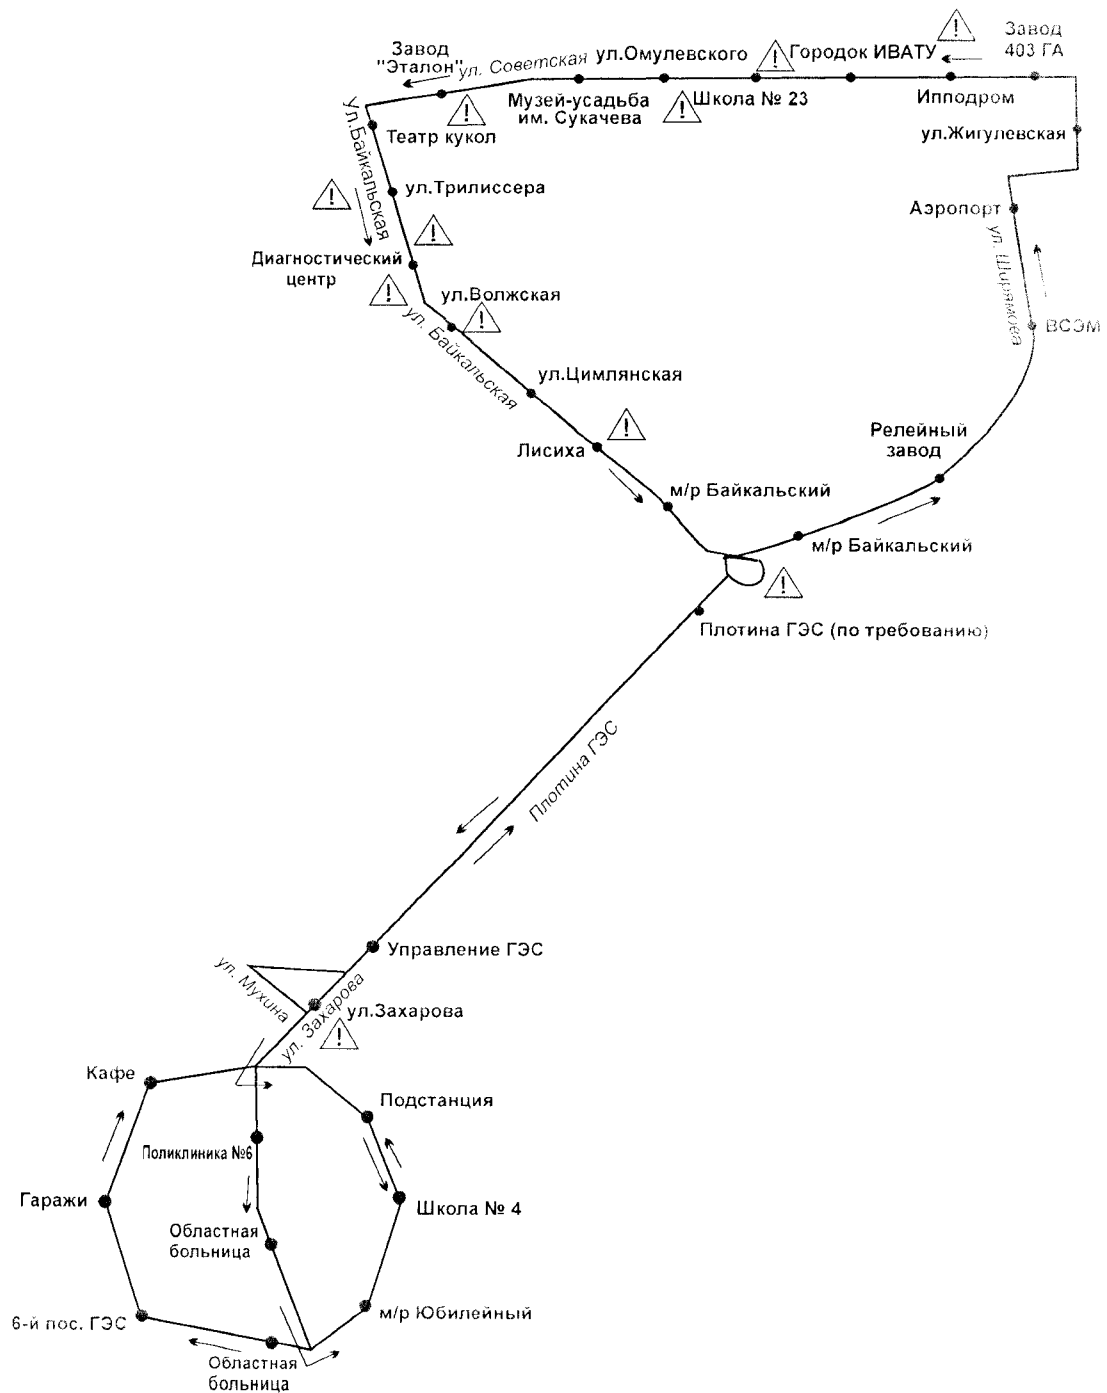 Завод
403 ГА
Городок ИВАТУ
ул.Омулевского
Завод
"Эталон"
ул. Советская
Музей-усадьба
им. Сукачева
Школа № 23
Ипподром
ул.Жигулевская
Ул.Байкальская
Театр кукол
ул.Трилиссера
Аэропорт
ул. Ширямова
Диагностический
центр
ул.Волжская
ВСЭМ
ул. Байкальская
ул.Цимлянская
Лисиха
Релейный
завод
м/р Байкальский
м/р Байкальский
Плотина ГЭС (по требованию)
Плотина ГЭС
Управление ГЭС
ул. Мухина
ул. Захарова
ул.Захарова
Кафе
Подстанция
Поликлиника №6
Гаражи
Школа № 4
Областная
больница
м/р Юбилейный
6-й пос. ГЭС
Областная
больница
!
!
!
!
!
!
!
!
!
!
!